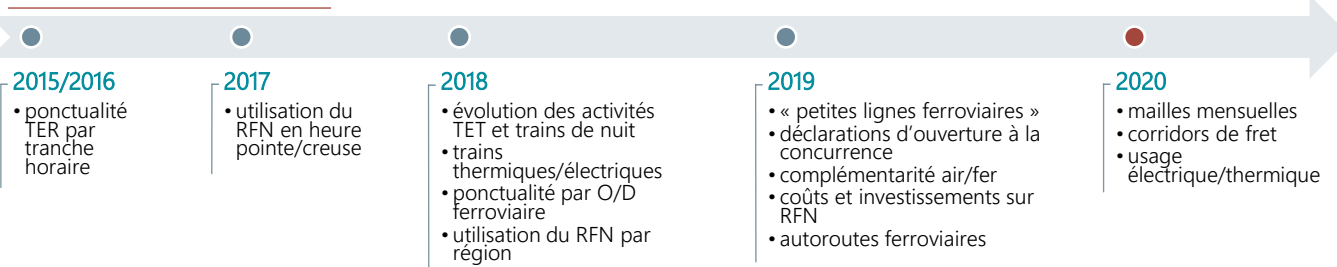 2015/2016
• ponctualité
TER par
tranche
horaire
2017
• utilisation du
RFN en heure
pointe/creuse
2018
• évolution des activités
TET et trains de nuit
• trains
thermiques/électriques
• ponctualité par O/D
ferroviaire
• utilisation du RFN par
région
2019
• « petites lignes ferroviaires »
• déclarations d’ouverture à la
concurrence
• complémentarité air/fer
• coûts et investissements sur
RFN
• autoroutes ferroviaires
2020
• mailles mensuelles
• corridors de fret
• usage
électrique/thermique